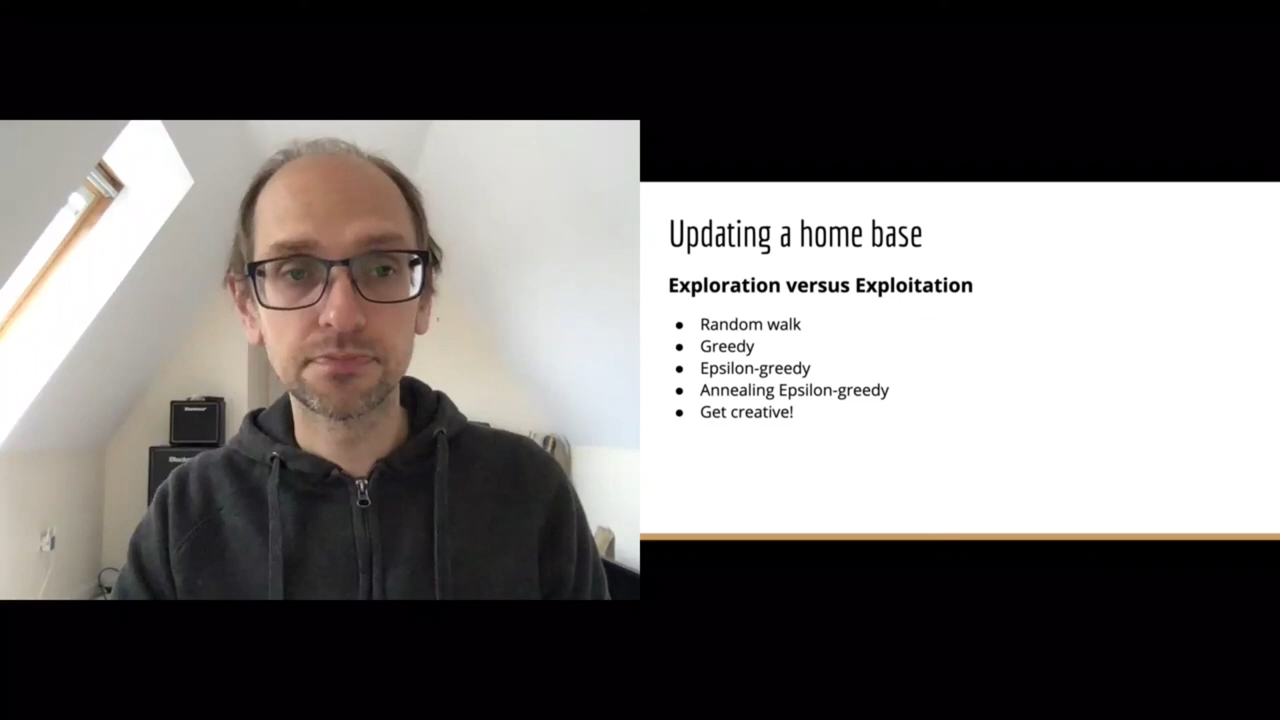 Updating a home base
Exploration versus Exploitation
● Random walk
● Greedy
● Epsilon-greedy
● Annealing Epsilon-greedy
● Get creative!